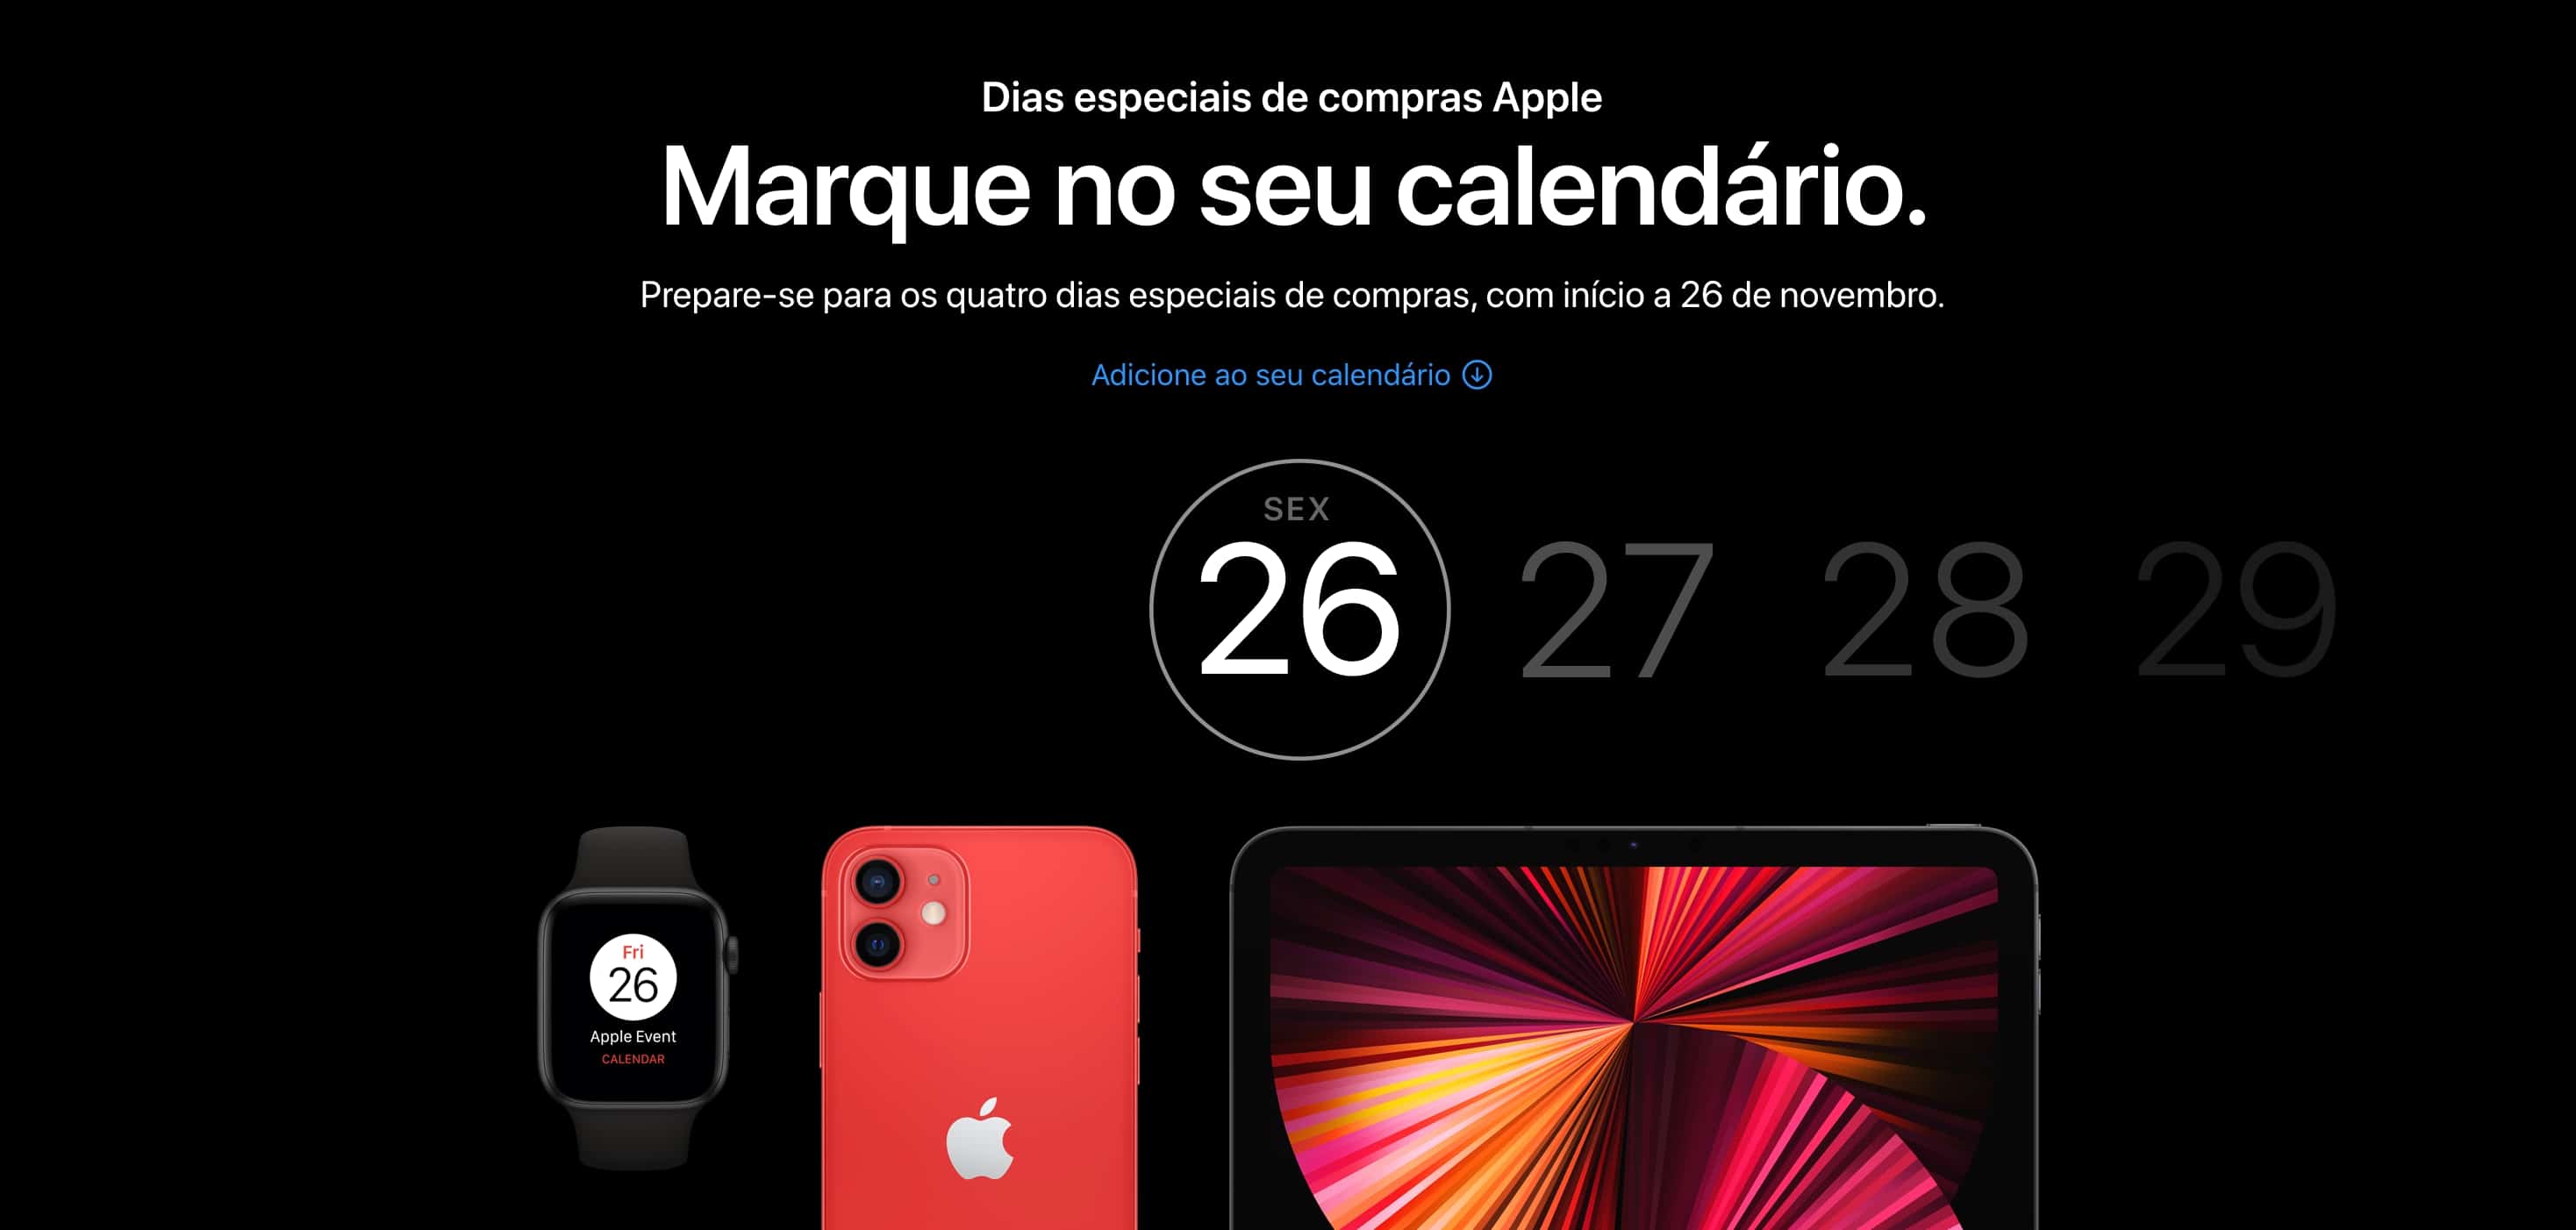 Dias especiais de compras Apple
Marque no seu calendário.
Prepare-se para os quatro dias especiais de compras, com início a 26 de novembro.
Adicione ao seu calendário
SEX
26 27 28 29
Fri
26
Apple Event
CALENDAR